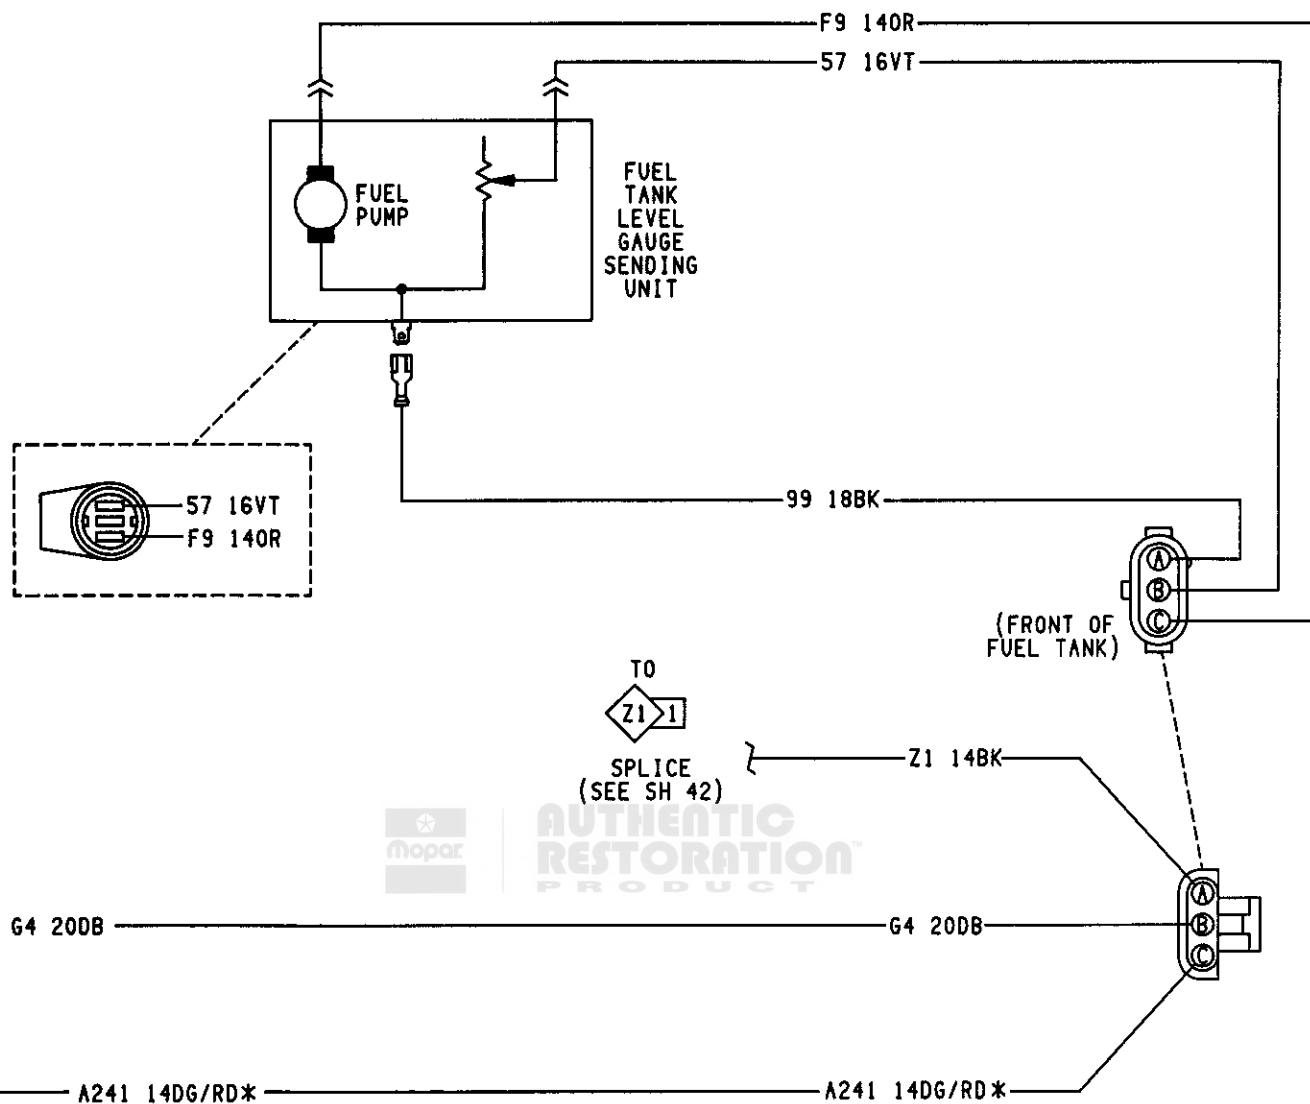 F9 14OR
57 16VT
FUEL
PUMP
FUEL
TANK
LEVEL
GAUGE
SENDING
UNIT
57 16VT
F9 14OR
99 18BK
A
B
C
(FRONT OF
FUEL TANK)
TO
Z1 1
SPLICE
(SEE SH 42)
Z1 14BK
Mopar
AUTHENTIC
RESTORATION™
PRODUCT
A
G4 20DB G4 20DB B
C
A241 14DG/RD* A241 14DG/RD*